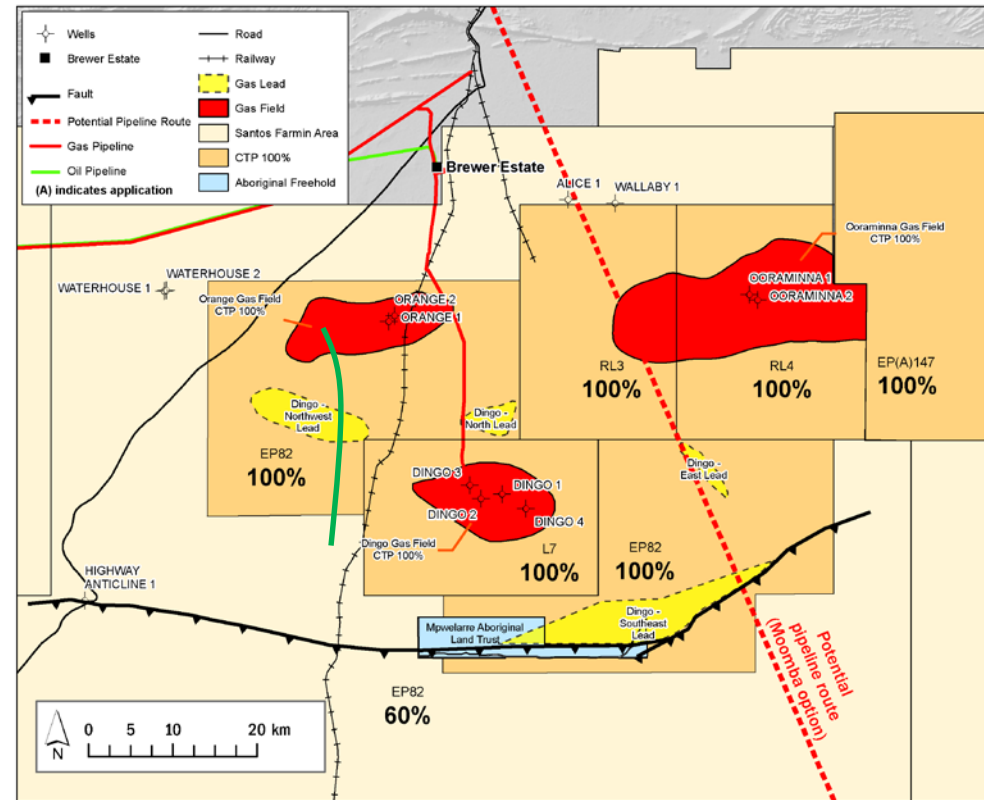 Wells
Brewer Estate
Fault
Potential Pipeline Route
Gas Pipeline
Oil Pipeline
(A) indicates application
Road
Railway
Gas Lead
Gas Field
Santos Farmin Area
CTP 100%
Aboriginal Freehold
Brewer Estate
ALICE 1
WALLABY 1
Ooraminna Gas Field
CTP 100%
OORAMINNA 1
OORAMINNA 2
WATERHOUSE 2
WATERHOUSE 1
Orange Gas Field
CTP 100%
ORANGE 2
ORANGE 1
RL3
100%
RL4
100%
EP(A)147
100%
Dingo -
Northwest
Lead
Dingo -
North Lead
EP82
100%
Dingo -
East Lead
DINGO 3
DINGO 1
DINGO 2
DINGO 4
Dingo Gas Field
CTP 100%
L7
100%
EP82
100%
HIGHWAY
ANTICLINE 1
Mpwelarre Aboriginal
Land Trust
Dingo -
Southeast
Lead
Potential
pipeline route
(Moomba option)
EP82
60%
0 5 10 20 km
N